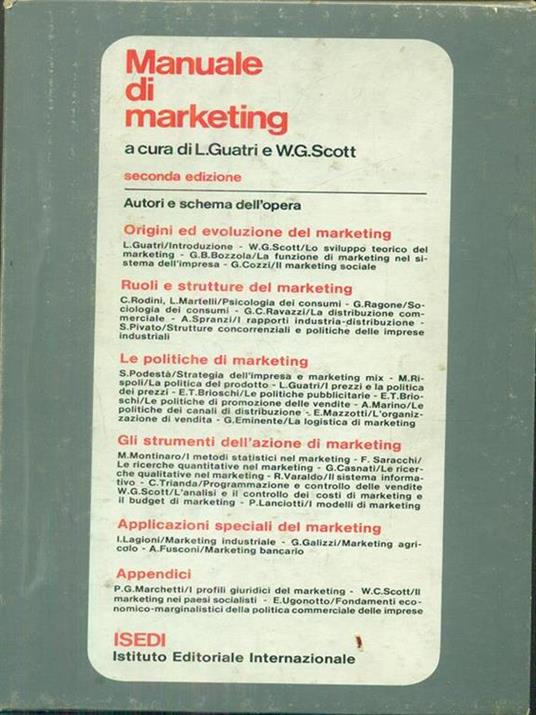 Manuale
di
marketing
a cura di L.Guatri e W.G.Scott
seconda edizione
Autori e schema dell'opera
Origini ed evoluzione del marketing
L.Guatri/Introduzione - W.G.Scott/Lo sviluppo teorico del
marketing - G.B.Bozzola/La funzione di marketing nel si-
stema dell'impresa - G.Cozzi/Il marketing sociale
Ruoli e strutture del marketing
C.Rodini, L.Martelli/Psicologia dei consumi - G.Ragone/So-
ciologia dei consumi - G.C.Ravazzi/La distribuzione com-
merciale - A.Spranzi/I rapporti industria-distribuzione -
S.Pivato/Strutture concorrenziali e politiche delle imprese
industriali
Le politiche di marketing
S.Podestà/Strategia dell'impresa e marketing mix - M.Ri-
spoli/La politica del prodotto - L.Guatri/I prezzi e la politica
dei prezzi - E.T.Brioschi/Le politiche pubblicitarie - E.T.Brio-
schi/Le politiche di promozione delle vendite - A.Marino/Le
politiche dei canali di distribuzione - E.Mazzotti/L'organiz-
zazione di vendita - G.Eminente/La logistica di marketing
Gli strumenti dell'azione di marketing
M.Montinaro/I metodi statistici nel marketing - F. Saracchi/
Le ricerche quantitative nel marketing - G.Casnati/Le ricer-
che qualitative nel marketing - R.Varaldo/Il sistema informa-
tivo - C.Trianda/Programmazione e controllo delle vendite
W.G.Scott/L'analisi e il controllo dei costi di marketing e
il budget di marketing - P.Lanciotti/I modelli di marketing
Applicazioni speciali del marketing
I.Lagioni/Marketing industriale - G.Galizzi/Marketing agri-
colo - A.Fusconi/Marketing bancario
Appendici
P.G.Marchetti/I profili giuridici del marketing - W.C.Scott/Il
marketing nei paesi socialisti - E.Ugonotto/Fondamenti eco-
nomico-marginalistici della politica commerciale delle imprese
ISEDI
Istituto Editoriale Internazionale